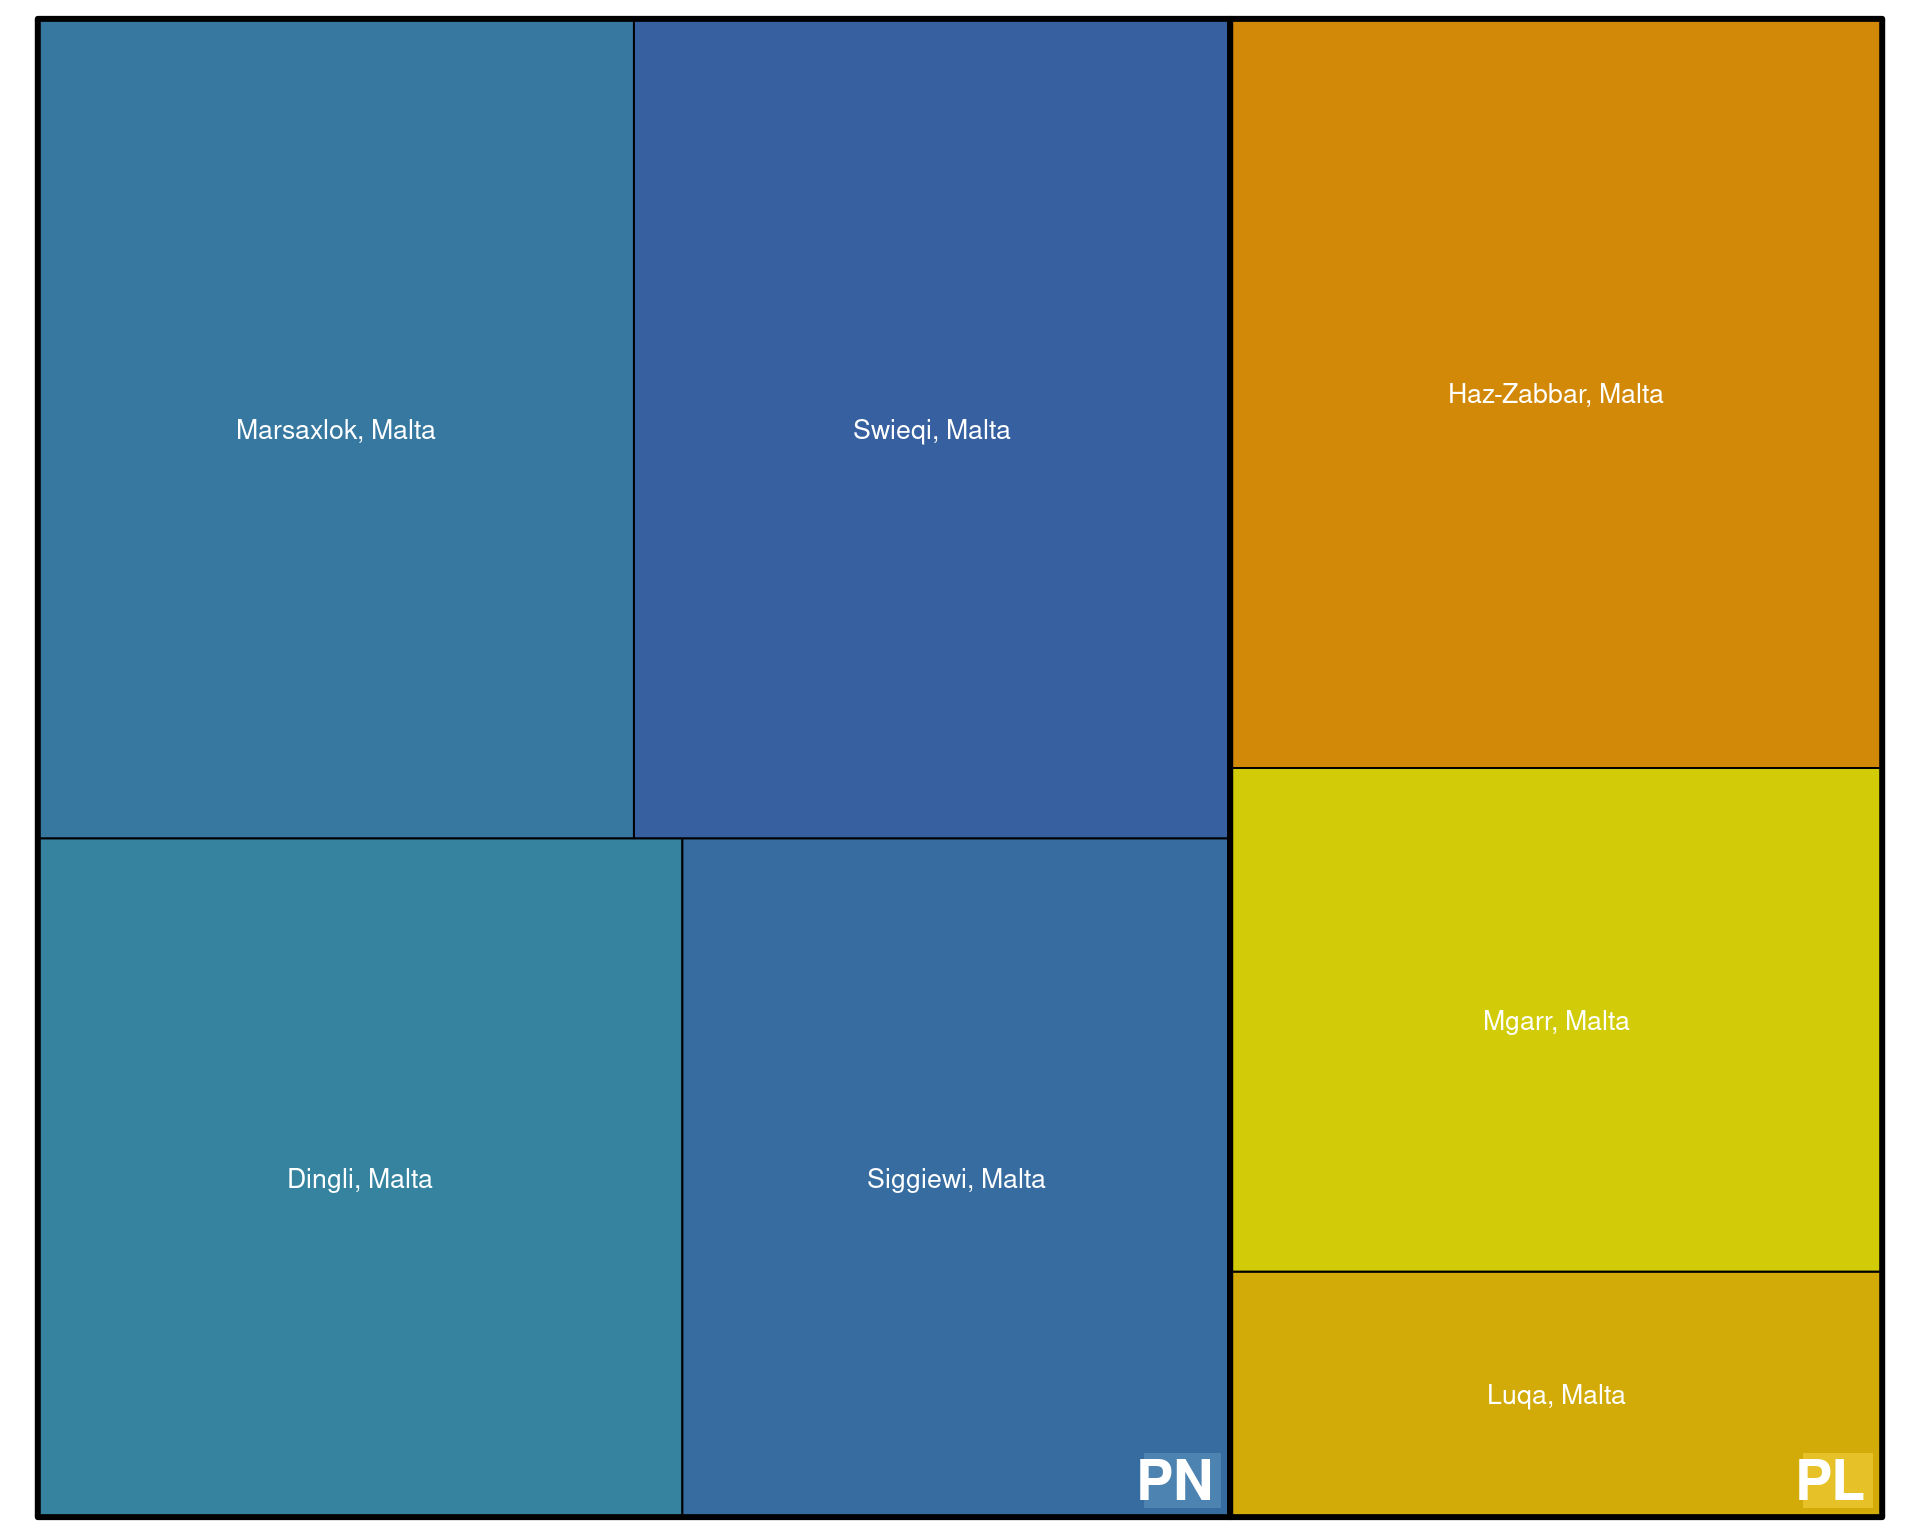 Marsaxlok, Malta
Swieqi, Malta
Haz-Zabbar, Malta
Mgarr, Malta
Dingli, Malta
Siggiewi, Malta
Luqa, Malta
PN
PL